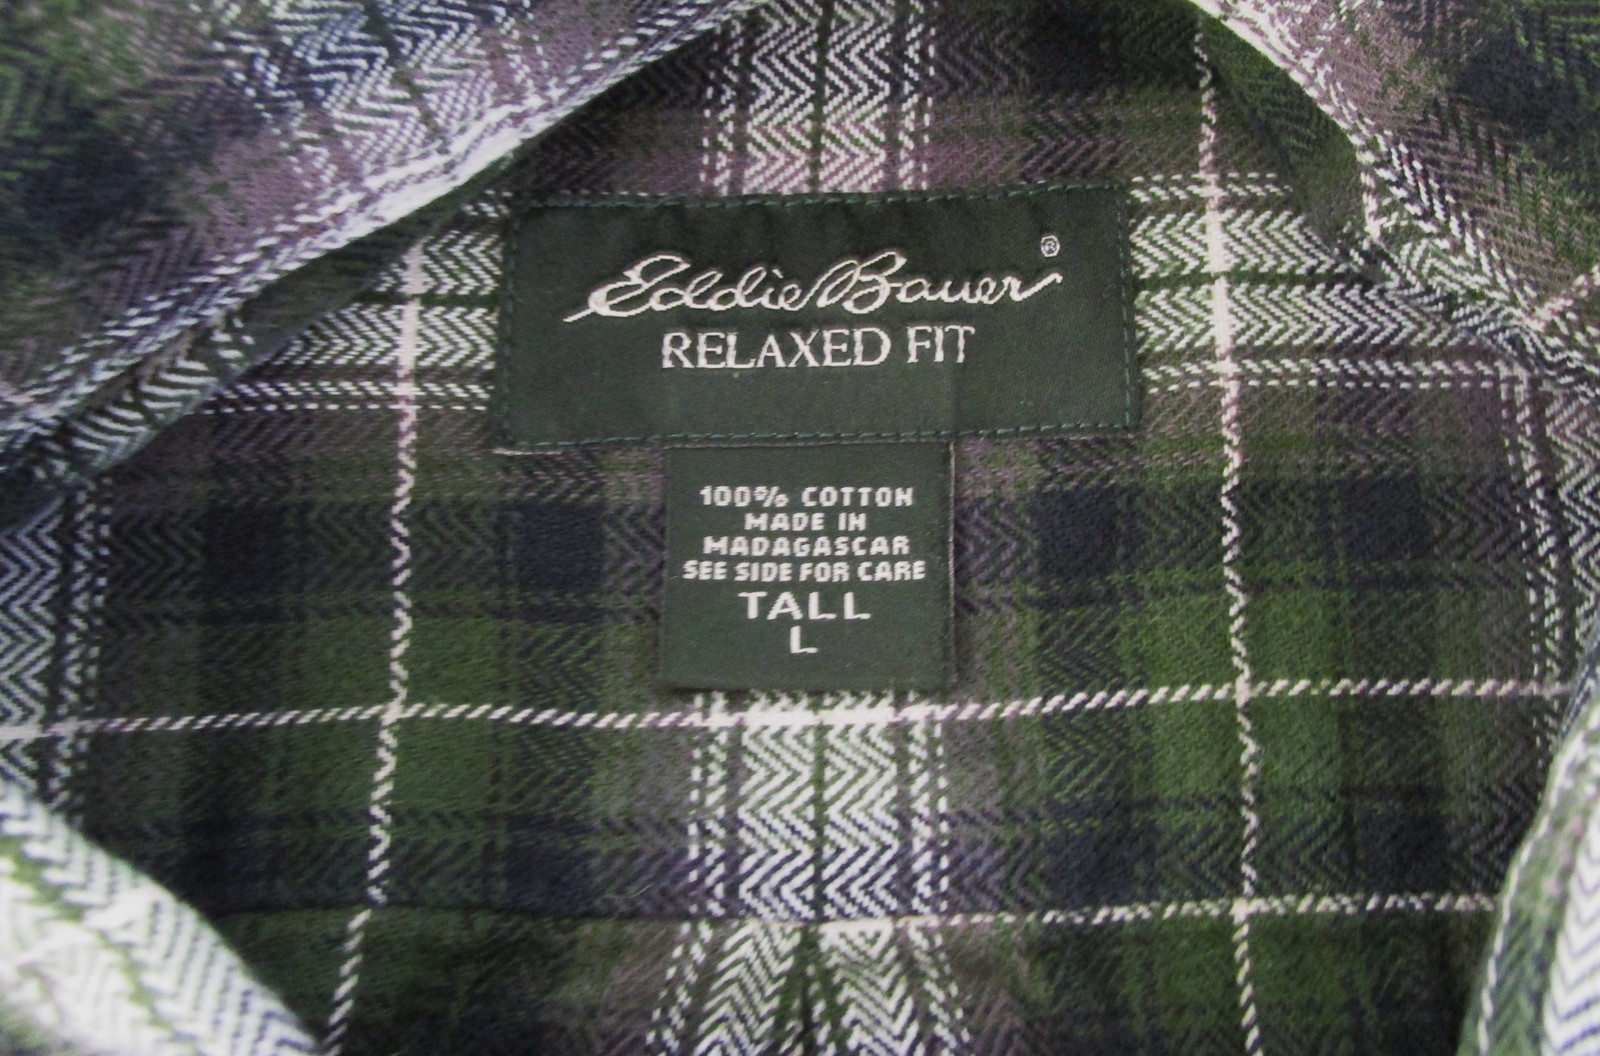 Eddie Bauer®
RELAXED FIT
100% COTTON
MADE IN
MADAGASCAR
SEE SIDE FOR CARE
TALL
L